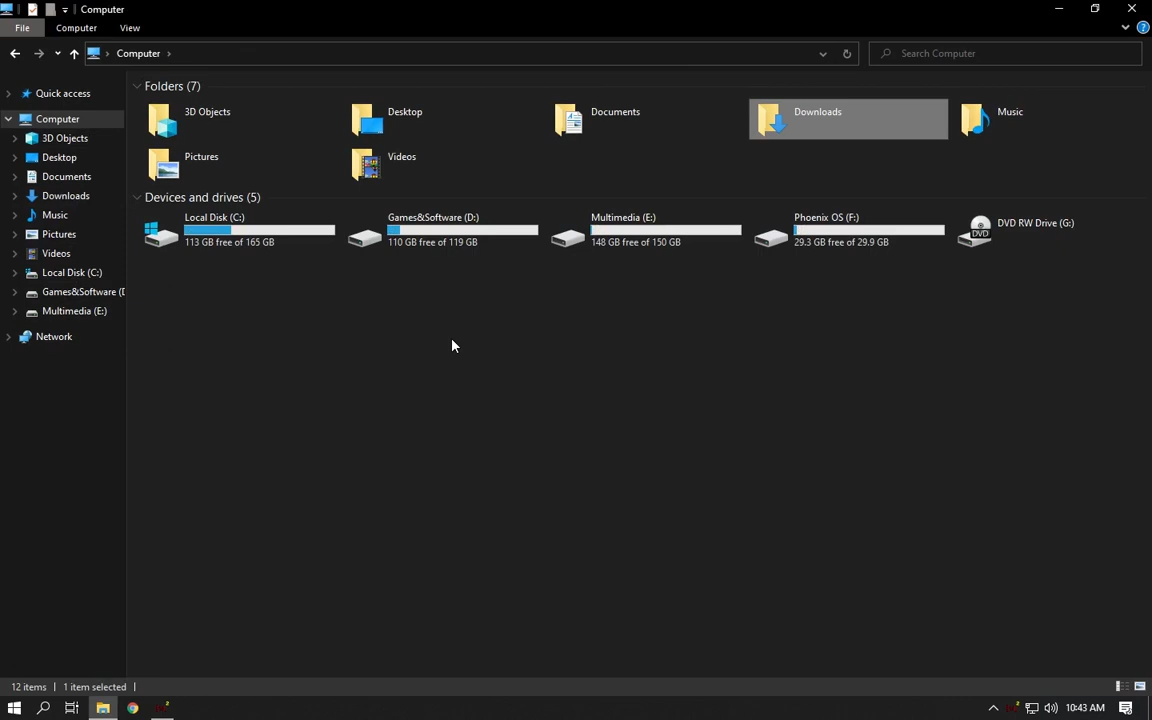 Computer
File Computer View
Computer
Search Computer
Quick access
Computer
3D Objects
Desktop
Documents
Downloads
Music
Pictures
Videos
Local Disk (C:)
Games&Software (D
Multimedia (E:)
Network
Folders (7)
3D Objects
Desktop
Documents
Downloads
Music
Pictures
Videos
Devices and drives (5)
Local Disk (C:)
113 GB free of 165 GB
Games&Software (D:)
110 GB free of 119 GB
Multimedia (E:)
148 GB free of 150 GB
Phoenix OS (F:)
29.3 GB free of 29.9 GB
DVD
DVD RW Drive (G:)
12 items 1 item selected
10:43 AM